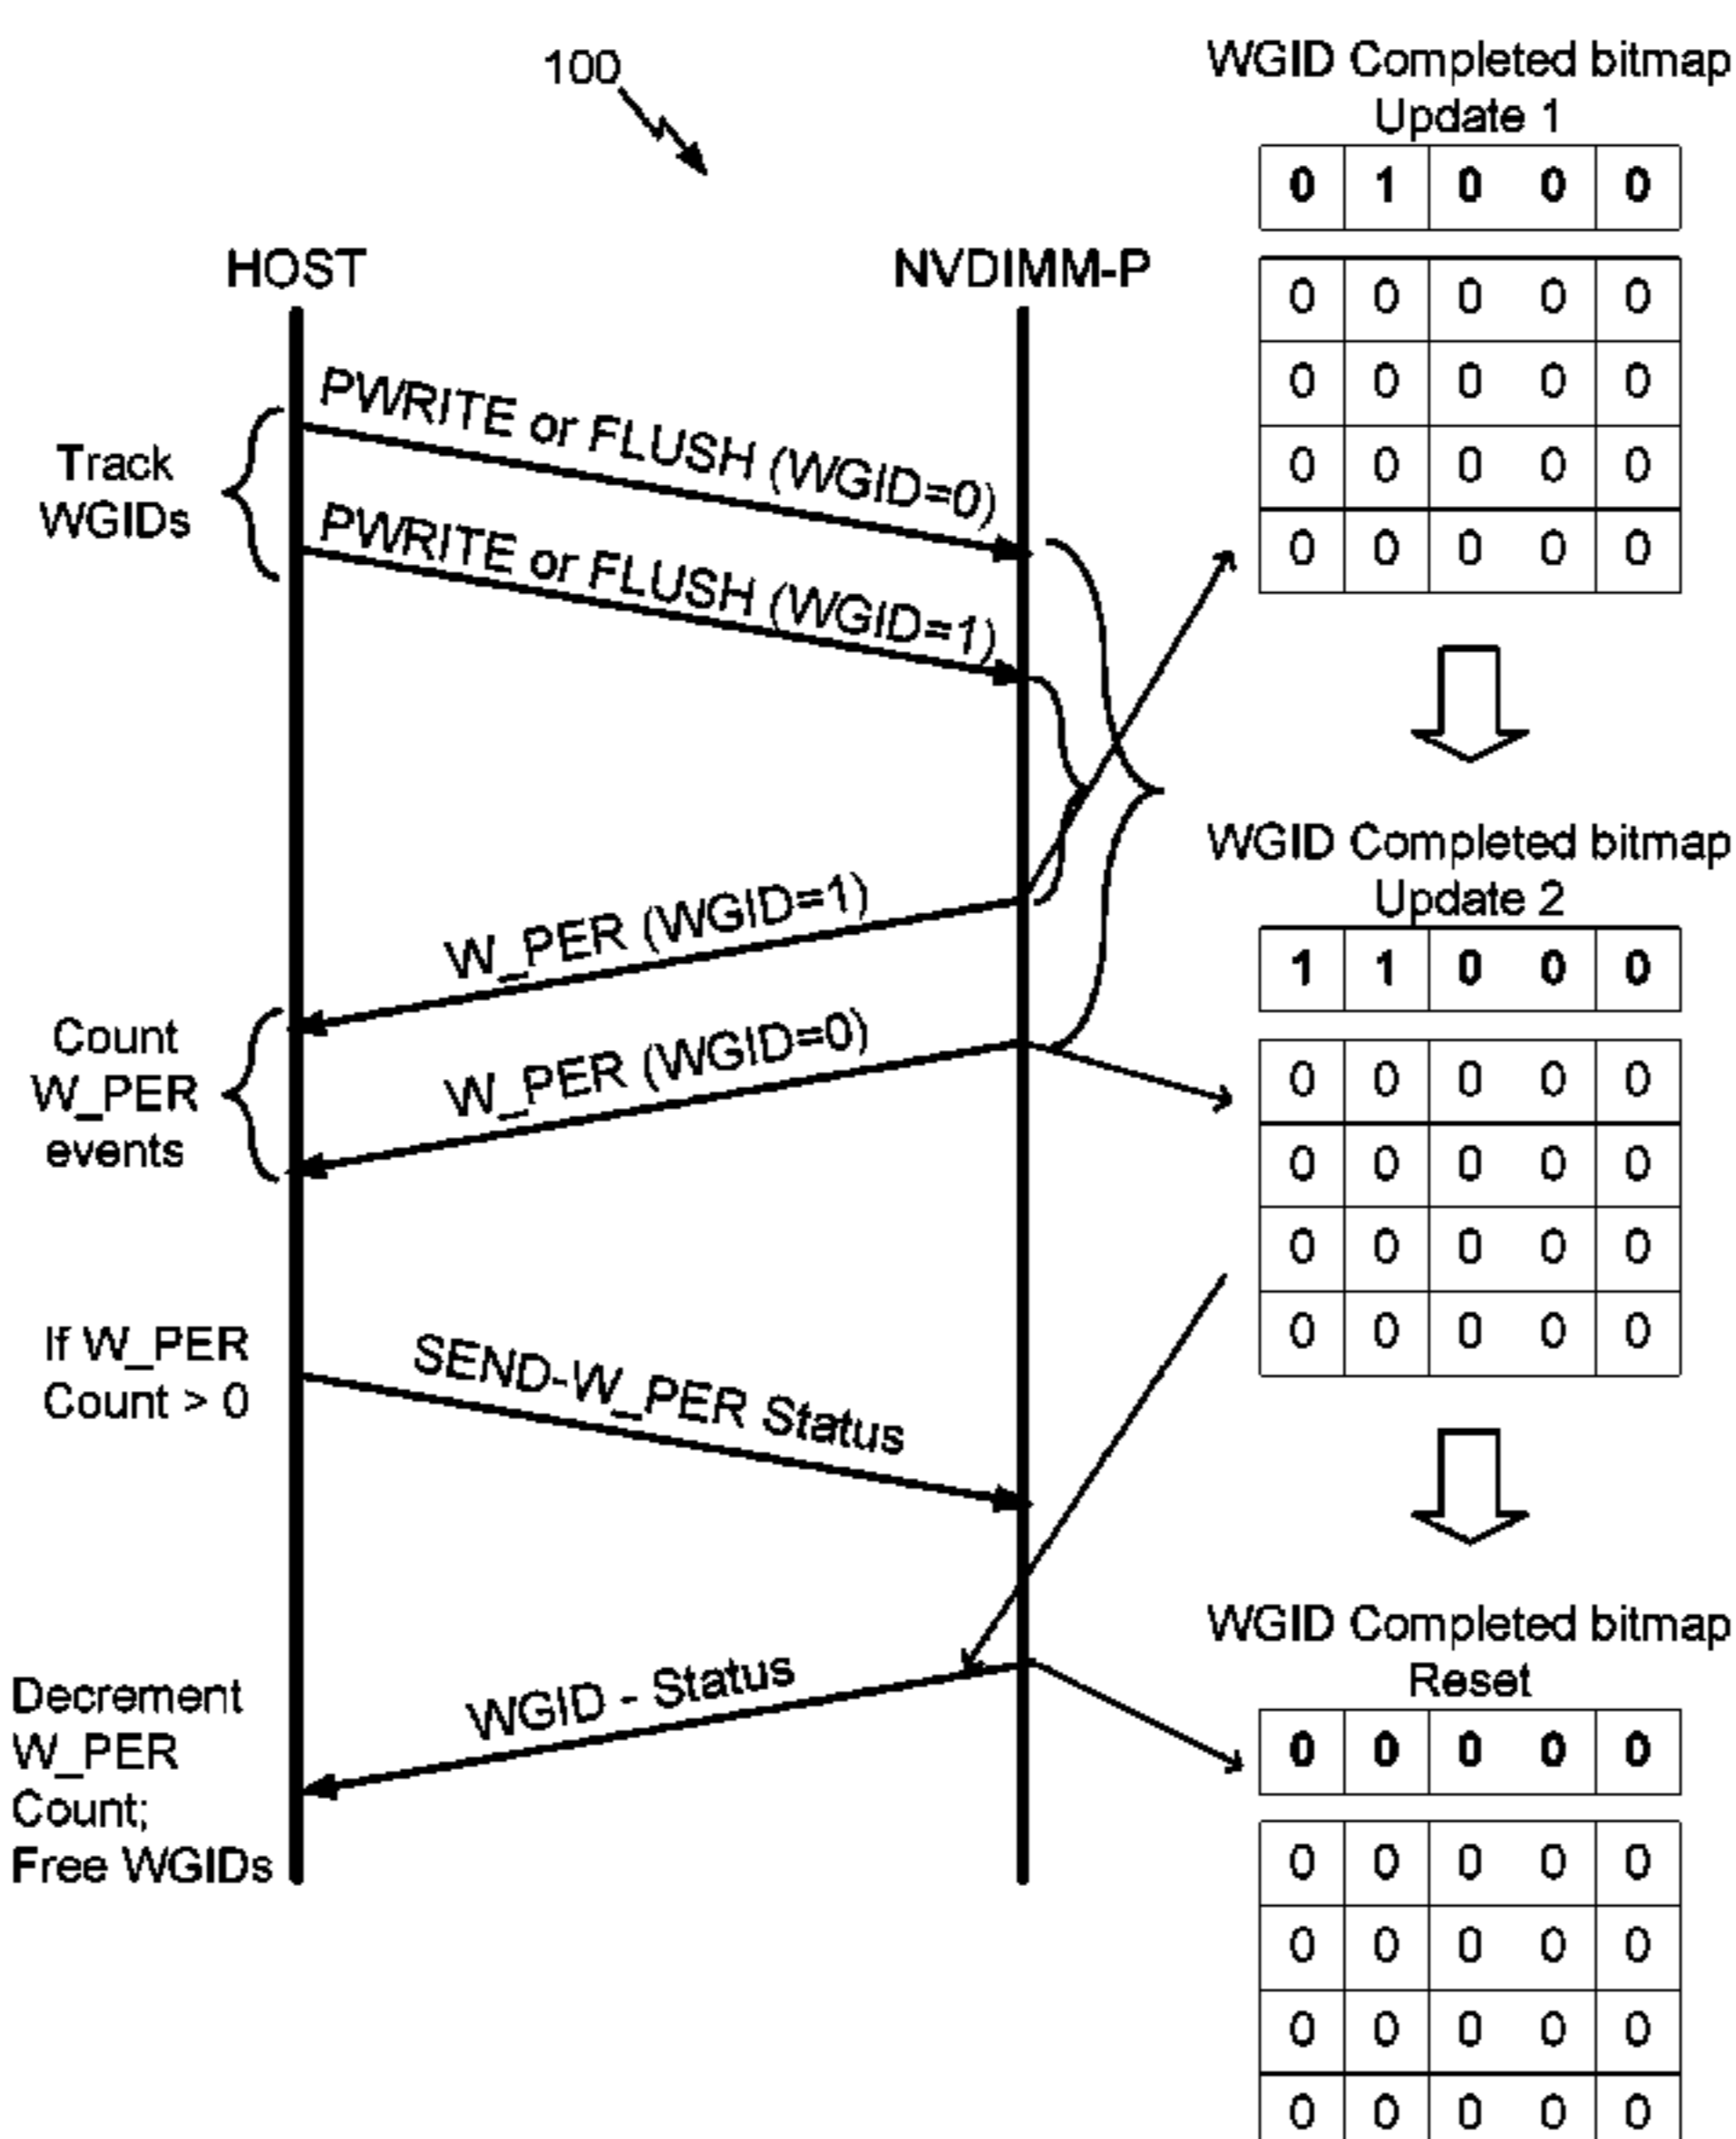 100
WGID Completed bitmap
Update 1
0 1 0 0 0
0 0 0 0 0
0 0 0 0 0
0 0 0 0 0
0 0 0 0 0
HOST
NVDIMM-P
PWRITE or FLUSH (WGID=0)
Track
WGIDs
PWRITE or FLUSH (WGID=1)
WGID Completed bitmap
Update 2
1 1 0 0 0
0 0 0 0 0
0 0 0 0 0
0 0 0 0 0
0 0 0 0 0
W_PER (WGID=1)
Count
W_PER
events
W_PER (WGID=0)
If W_PER
Count > 0
SEND-W_PER Status
WGID Completed bitmap
Reset
0 0 0 0 0
0 0 0 0 0
0 0 0 0 0
0 0 0 0 0
0 0 0 0 0
WGID - Status
Decrement
W_PER
Count;
Free WGIDs